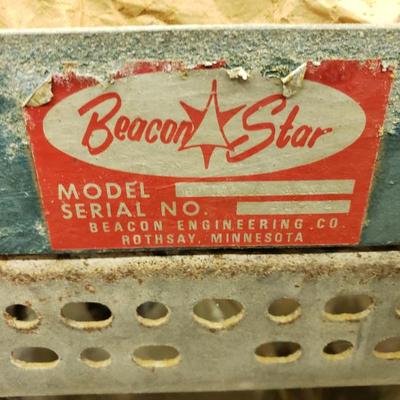 Beacon Star
MODEL
SERIAL NO.
BEACON ENGINEERING CO.
ROTHSAY, MINNESOTA